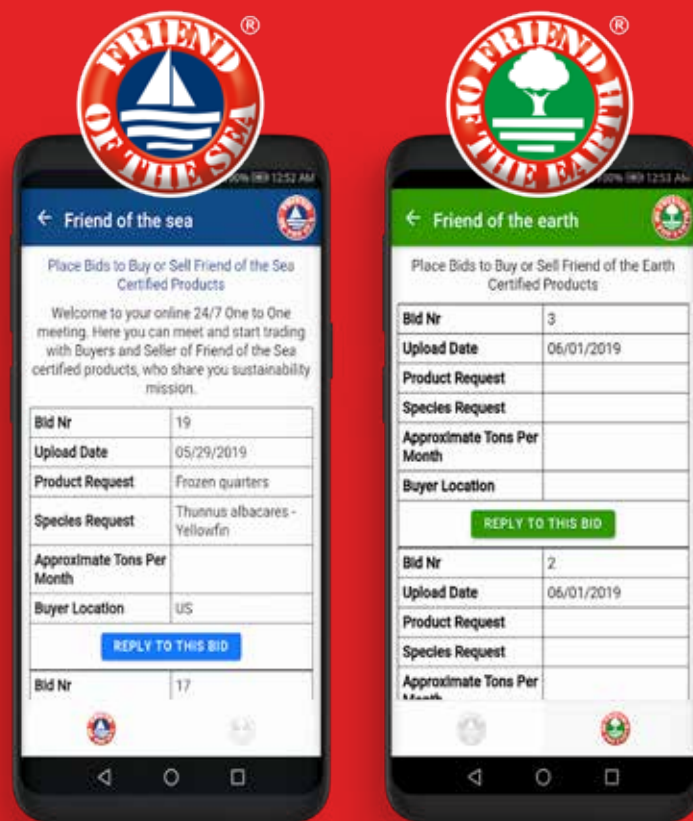 FRIEND
OF THE SEA
®
100% 12:52 AM
Friend of the sea
Place Bids to Buy or Sell Friend of the Sea
Certified Products
Welcome to your online 24/7 One to One
meeting. Here you can meet and start trading
with Buyers and Seller of Friend of the Sea
certified products, who share you sustainability
mission.
Bid Nr 19
Upload Date 05/29/2019
Product Request Frozen quarters
Species Request Thunnus albacares -
Yellowfin
Approximate Tons Per
Month
Buyer Location US
REPLY TO THIS BID
Bid Nr 17
FRIEND
OF THE EARTH
®
100% 12:53 AM
Friend of the earth
Place Bids to Buy or Sell Friend of the Earth
Certified Products
Bid Nr 3
Upload Date 06/01/2019
Product Request
Species Request
Approximate Tons Per
Month
Buyer Location
REPLY TO THIS BID
Bid Nr 2
Upload Date 06/01/2019
Product Request
Species Request
Approximate Tons Per
Month